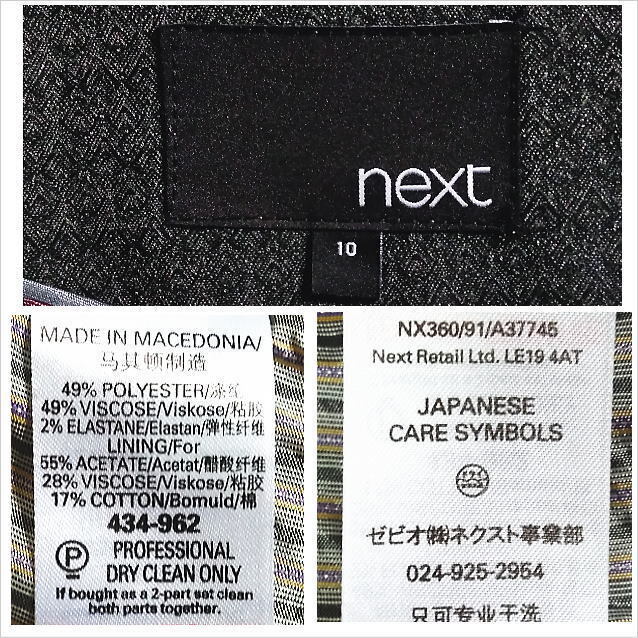 next
10
MADE IN MACEDONIA/
马其顿制造
49% POLYESTER/涤纶
49% VISCOSE/Viskose/粘胶
2% ELASTANE/Elastan/弹性纤维
LINING/For
55% ACETATE/Acetat/醋酸纤维
28% VISCOSE/Viskose/粘胶
17% COTTON/Bomuld/棉
434-962
P PROFESSIONAL
DRY CLEAN ONLY
If bought as a 2-part set clean
both parts together.
NX360/91/A37745
Next Retail Ltd. LE19 4AT
JAPANESE
CARE SYMBOLS
ドライ
ゼビオ㈱ネクスト事業部
024-925-2954
只可专业干洗